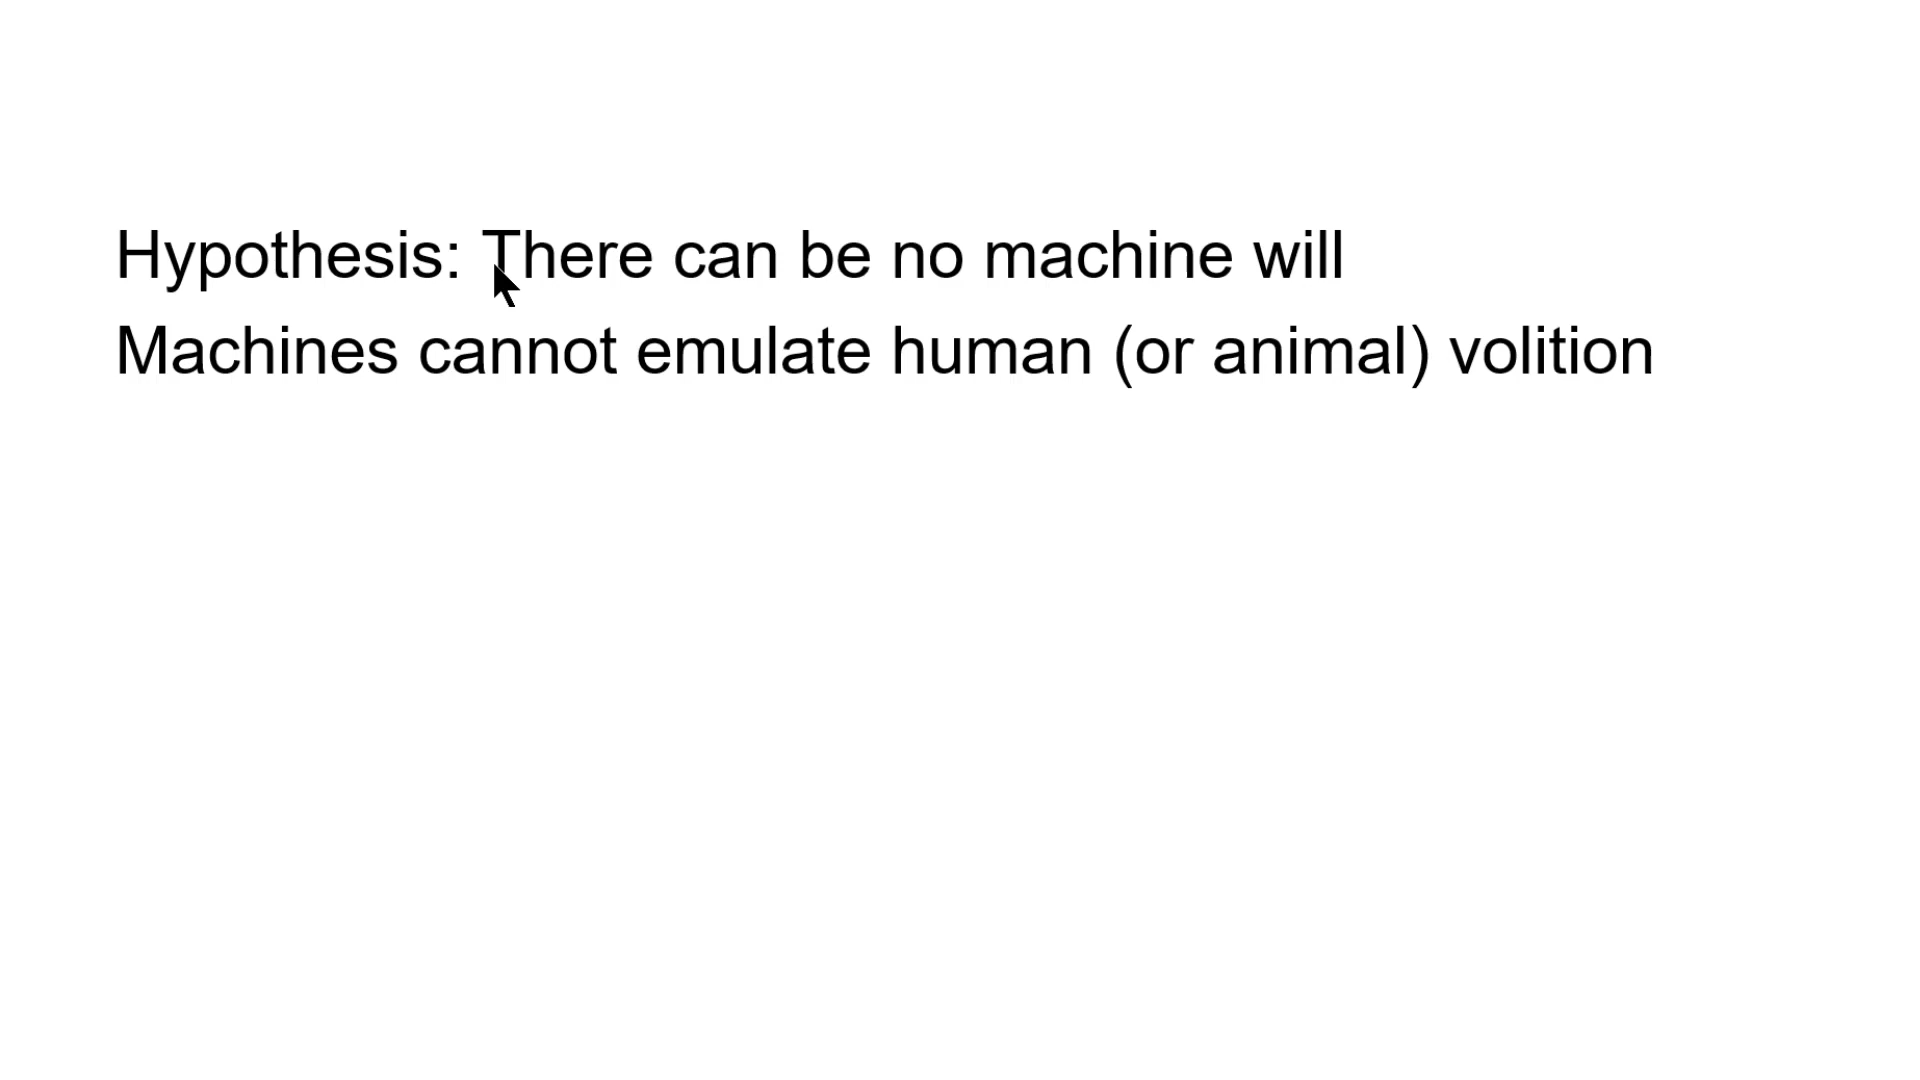 Hypothesis: There can be no machine will
Machines cannot emulate human (or animal) volition